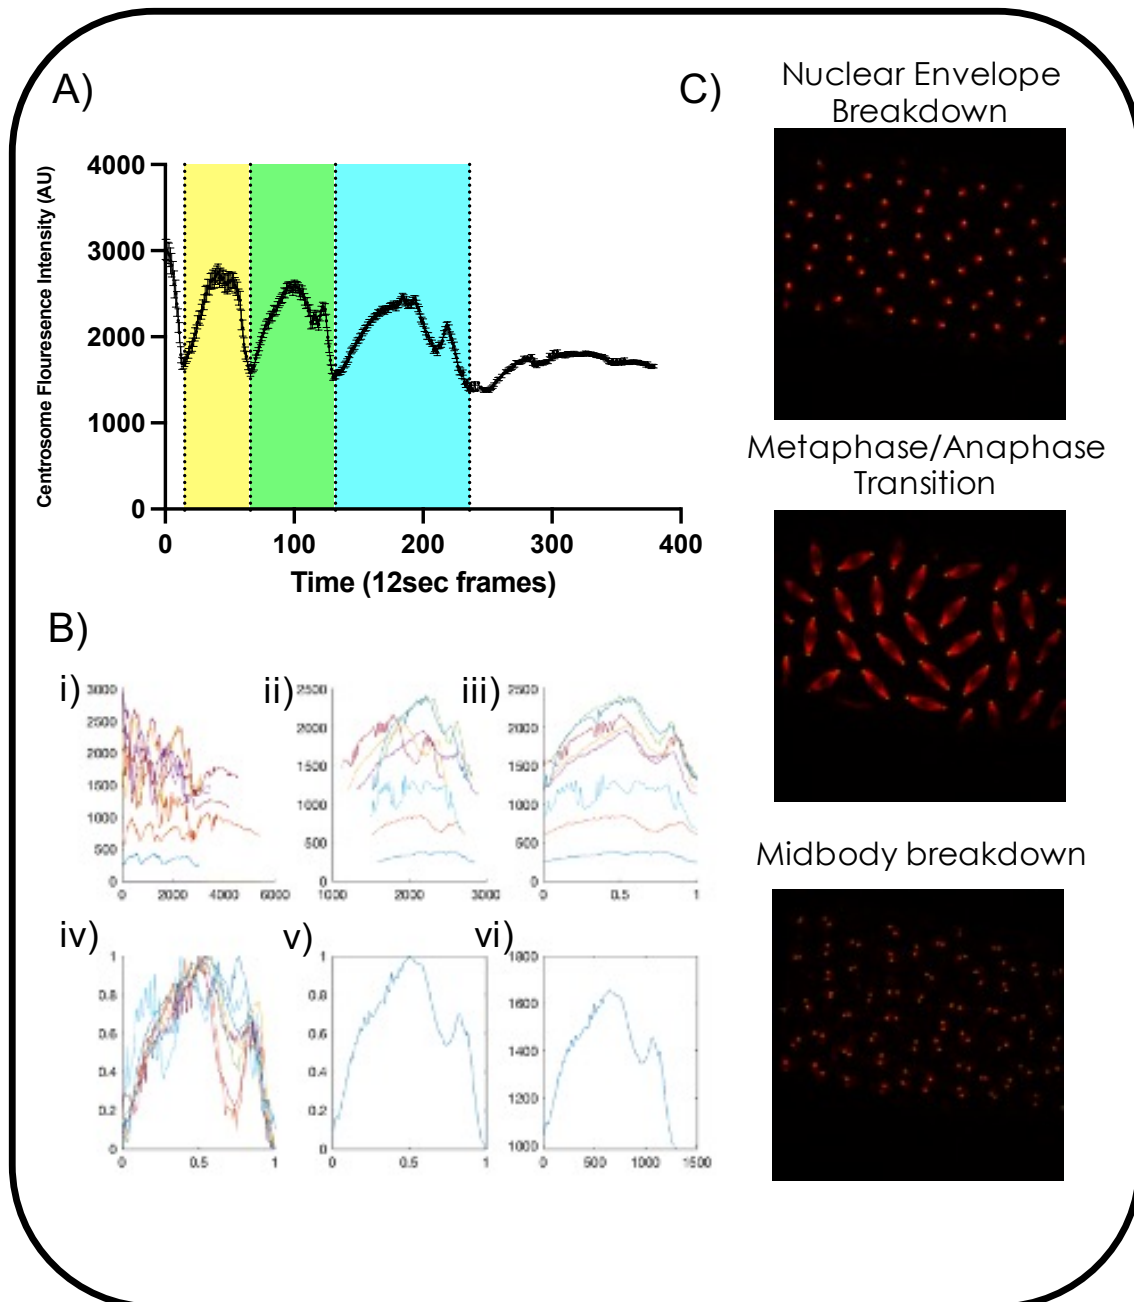 A)
4000
3000
2000
1000
0
Centrosome Flouresence Intensity (AU)
0 100 200 300 400
Time (12sec frames)
B)
i)
3000
2500
2000
1500
1000
500
0
0 2000 4000 6000
ii)
2500
2000
1500
1000
500
0
1000 2000 3000
iii)
2500
2000
1500
1000
500
0
0 0.5 1
iv)
1
0.8
0.6
0.4
0.2
0
0 0.5 1
v)
1
0.8
0.6
0.4
0.2
0
0 0.5 1
vi)
1800
1600
1400
1200
1000
0 500 1000 1500
C)
Nuclear Envelope
Breakdown
Metaphase/Anaphase
Transition
Midbody breakdown